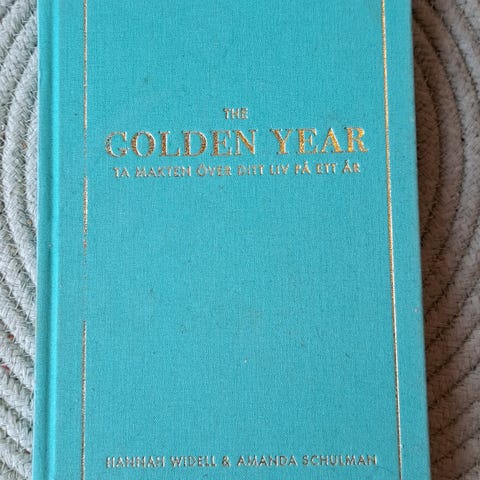 THE
GOLDEN YEAR
TA MAKTEN ÖVER DITT LIV PÅ ETT ÅR
HANNAH WIDELL & AMANDA SCHULMAN